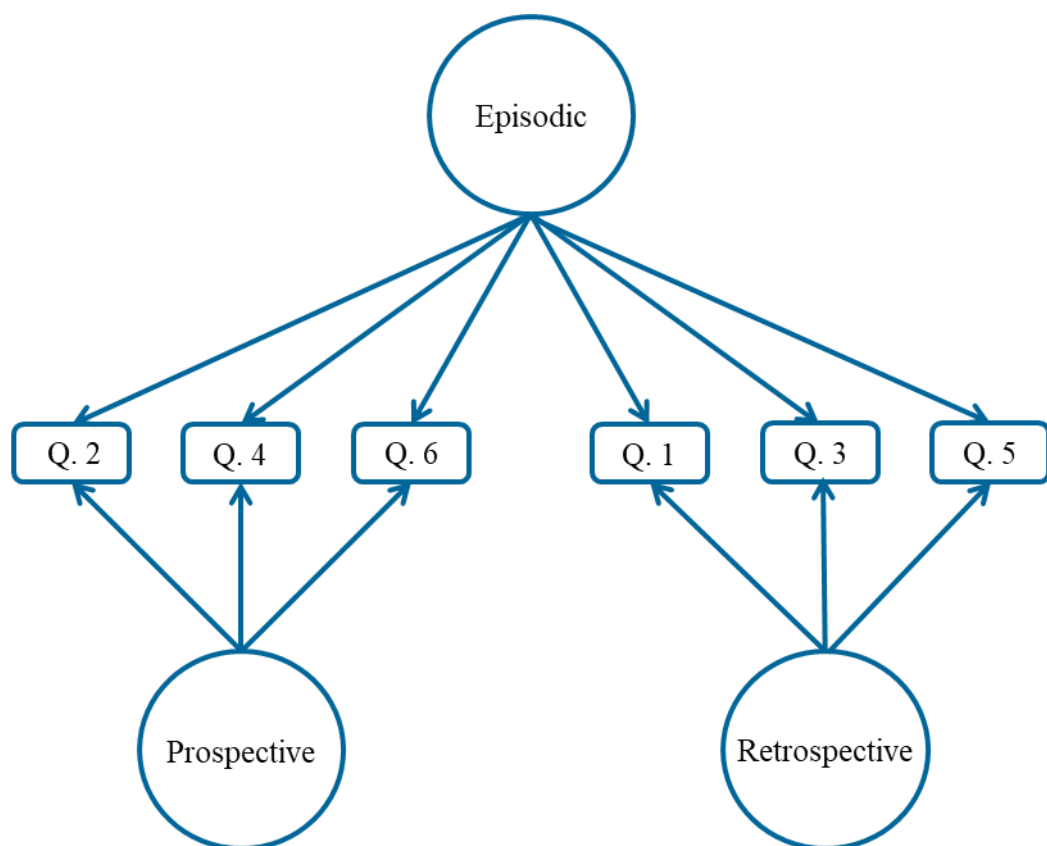 Episodic
Q. 2
Q. 4
Q. 6
Q. 1
Q. 3
Q. 5
Prospective
Retrospective